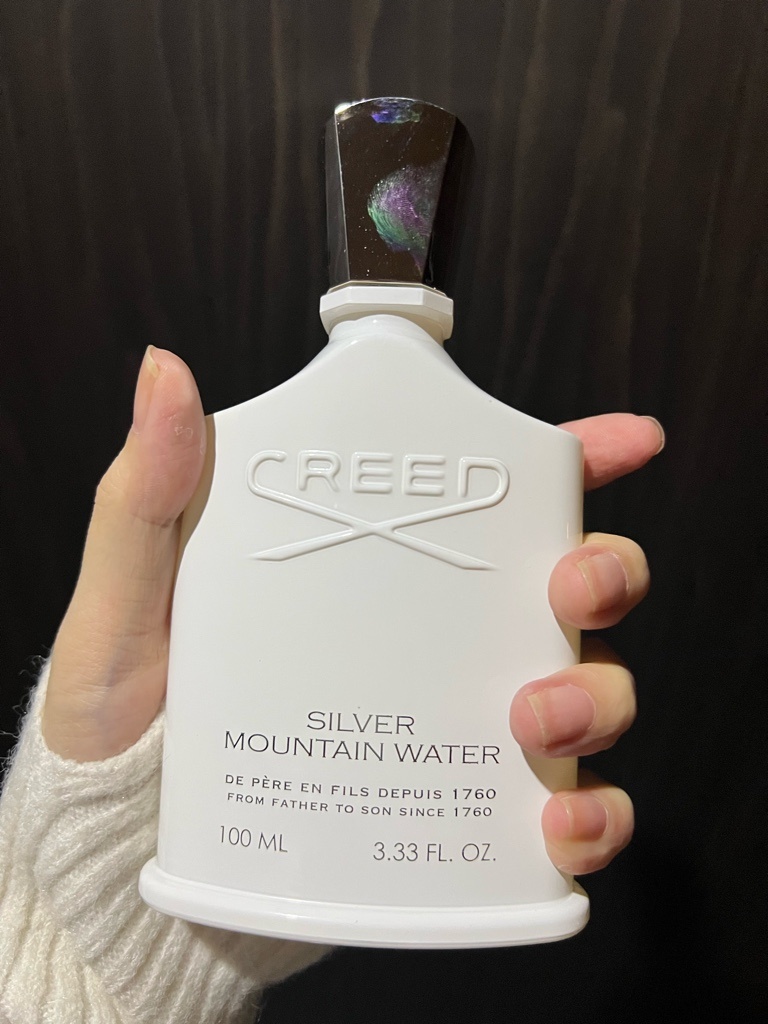 CREED
SILVER
MOUNTAIN WATER
DE PÈRE EN FILS DEPUIS 1760
FROM FATHER TO SON SINCE 1760
100 ML 3.33 FL. OZ.